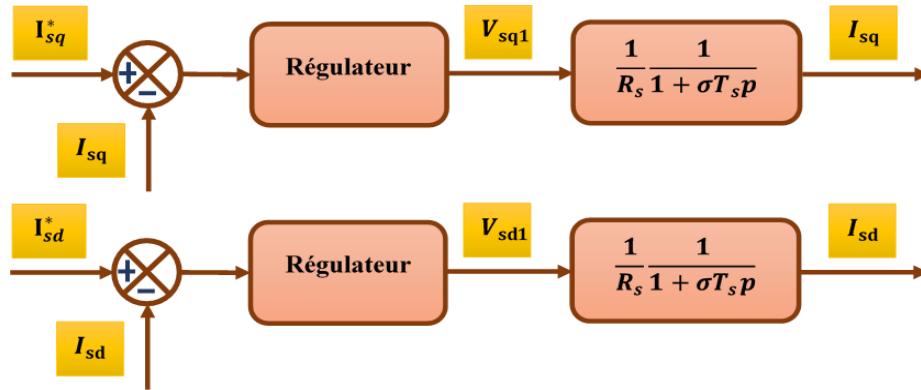 I*sq
+
−
Isq
Régulateur
Vsq1
1/Rs 1/(1 + σTsp)
Isq
I*sd
+
−
Isd
Régulateur
Vsd1
1/Rs 1/(1 + σTsp)
Isd